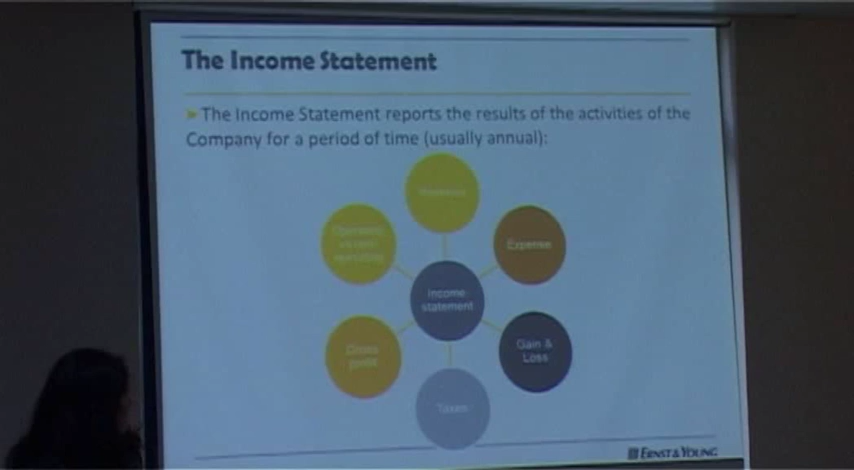 The Income Statement
► The Income Statement reports the results of the activities of the
Company for a period of time (usually annual):
Expense
Income
statement
Gain &
Loss
Gross
profit
Taxes
ERNST & YOUNG